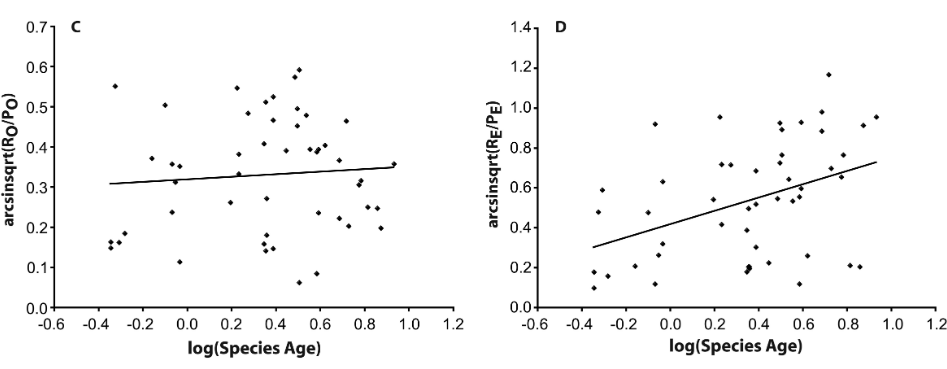 C
arcsinsqrt(RO/PO)
0.7
0.6
0.5
0.4
0.3
0.2
0.1
0.0
-0.6 -0.4 -0.2 0.0 0.2 0.4 0.6 0.8 1.0 1.2
log(Species Age)
D
arcsinsqrt(RE/PE)
1.4
1.2
1.0
0.8
0.6
0.4
0.2
0.0
-0.6 -0.4 -0.2 0.0 0.2 0.4 0.6 0.8 1.0 1.2
log(Species Age)